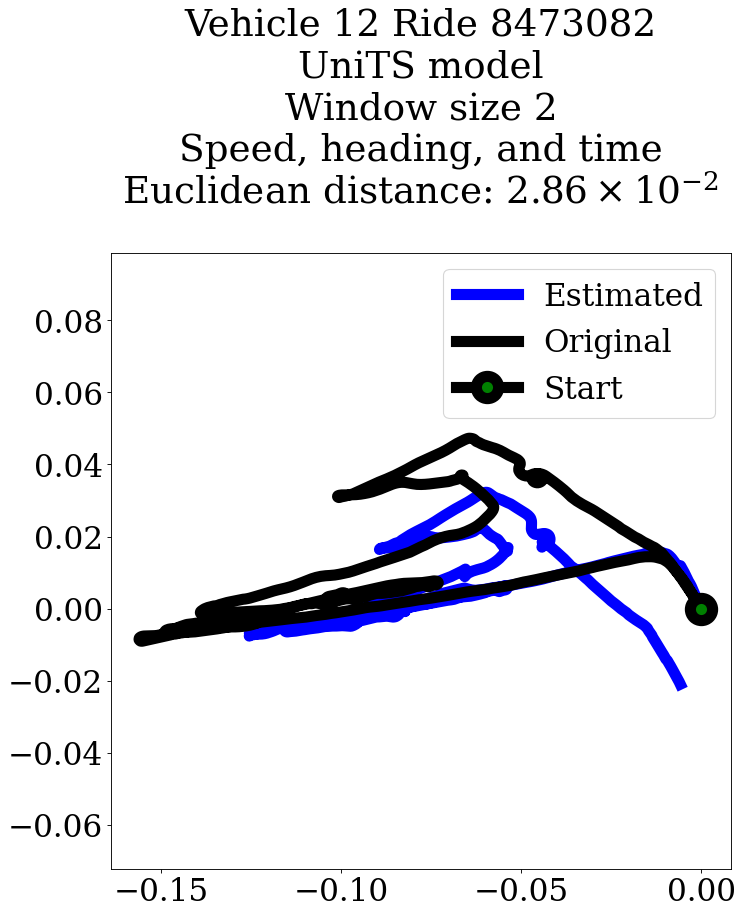 Vehicle 12 Ride 8473082
UniTS model
Window size 2
Speed, heading, and time
Euclidean distance: 2.86 × 10⁻²
Estimated
Original
Start
0.08
0.06
0.04
0.02
0.00
−0.02
−0.04
−0.06
−0.15
−0.10
−0.05
0.00